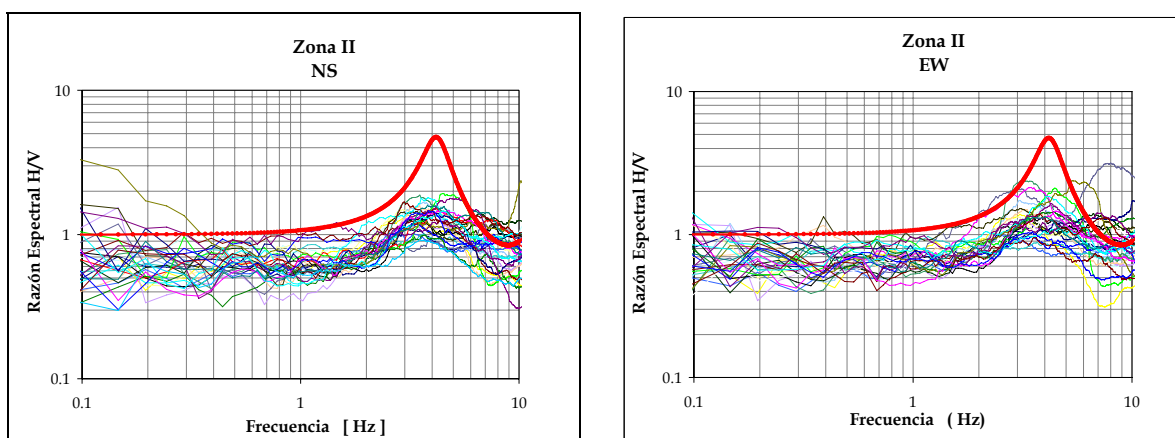 Zona II
NS
10
1
0.1
0.1
1
10
Razón Espectral H/V
Frecuencia [ Hz ]
Zona II
EW
10
1
0.1
0.1
1
10
Razón Espectral H/V
Frecuencia ( Hz)